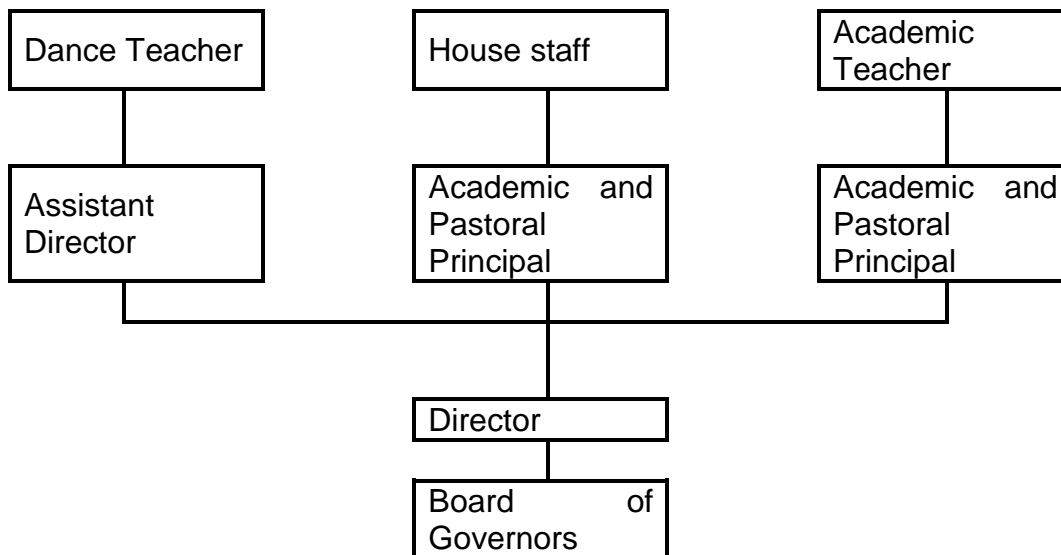 Dance Teacher
House staff
Academic
Teacher
Assistant
Director
Academic and
Pastoral
Principal
Academic and
Pastoral
Principal
Director
Board of
Governors